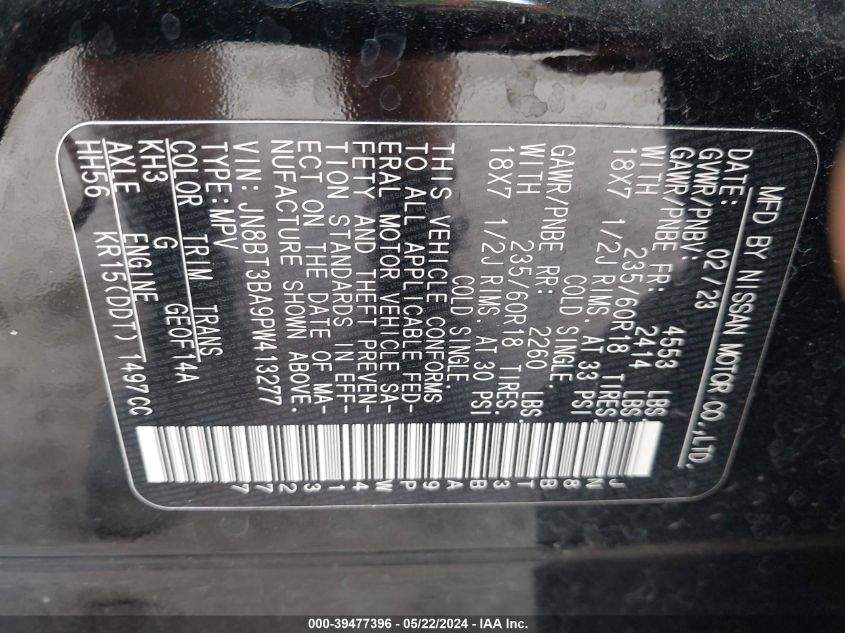 MFD BY NISSAN MOTOR CO.,LTD.
DATE: 02/23
GVWR/PNBV: 4553 LBS.
GAWR/PNBE FR: 2414 LBS.
WITH 235/60R18 TIRES.
18X7 1/2J RIMS. AT 33 PSI
COLD SINGLE.
GAWR/PNBE RR: 2260 LBS.
WITH 235/60R18 TIRES.
18X7 1/2J RIMS. AT 30 PSI
COLD SINGLE
THIS VEHICLE CONFORMS
TO ALL APPLICABLE FED-
ERAL MOTOR VEHICLE SA-
FETY AND THEFT PREVEN-
TION STANDARDS IN EFF-
ECT ON THE DATE OF MA-
NUFACTURE SHOWN ABOVE.
VIN: JN8BT3BA9PW413277
TYPE: MPV
COLOR TRIM TRANS
KH3 G GE0F14A
AXLE ENGINE
HH56 KR15(DDT) 1497CC
JN8BT3BA9PW413277
000-39477396 - 05/22/2024 - IAA Inc.